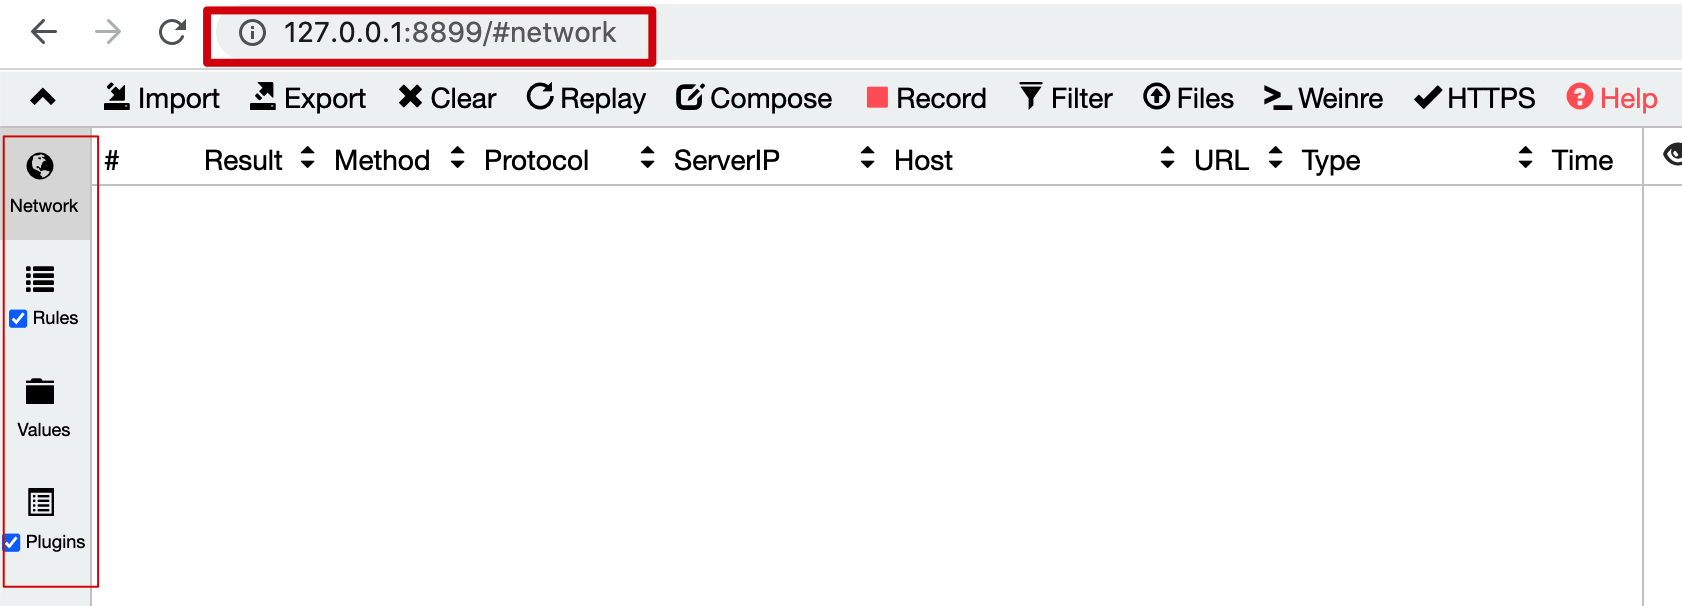 127.0.0.1:8899/#network
Import Export Clear Replay Compose Record Filter Files Weinre HTTPS Help
# Result Method Protocol ServerIP Host URL Type Time
Network
Rules
Values
Plugins